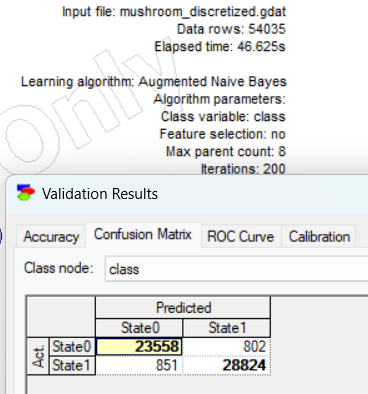 Input file: mushroom_discretized.gdat
Data rows: 54035
Elapsed time: 46.625s
Learning algorithm: Augmented Naive Bayes
Algorithm parameters:
Class variable: class
Feature selection: no
Max parent count: 8
Iterations: 200
only
Validation Results
Accuracy Confusion Matrix ROC Curve Calibration
Class node: class
Predicted
State0 State1
Act. State0 23558 802
State1 851 28824